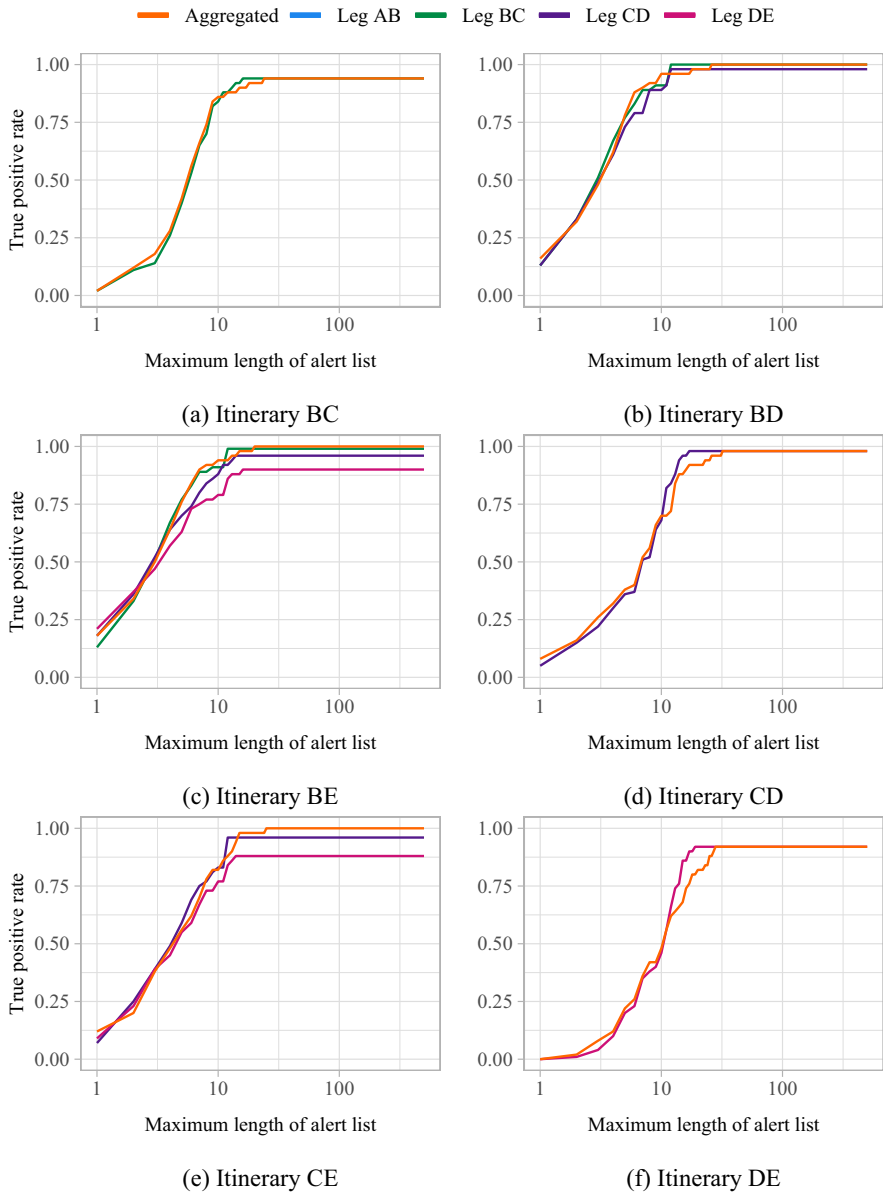 Aggregated Leg AB Leg BC Leg CD Leg DE
1.00 1.00
0.75 0.75
0.50 0.50
0.25 0.25
0.00 0.00
True positive rate
1 10 100 1 10 100
Maximum length of alert list Maximum length of alert list
(a) Itinerary BC (b) Itinerary BD
1.00 1.00
0.75 0.75
0.50 0.50
0.25 0.25
0.00 0.00
True positive rate
1 10 100 1 10 100
Maximum length of alert list Maximum length of alert list
(c) Itinerary BE (d) Itinerary CD
1.00 1.00
0.75 0.75
0.50 0.50
0.25 0.25
0.00 0.00
True positive rate
1 10 100 1 10 100
Maximum length of alert list Maximum length of alert list
(e) Itinerary CE (f) Itinerary DE